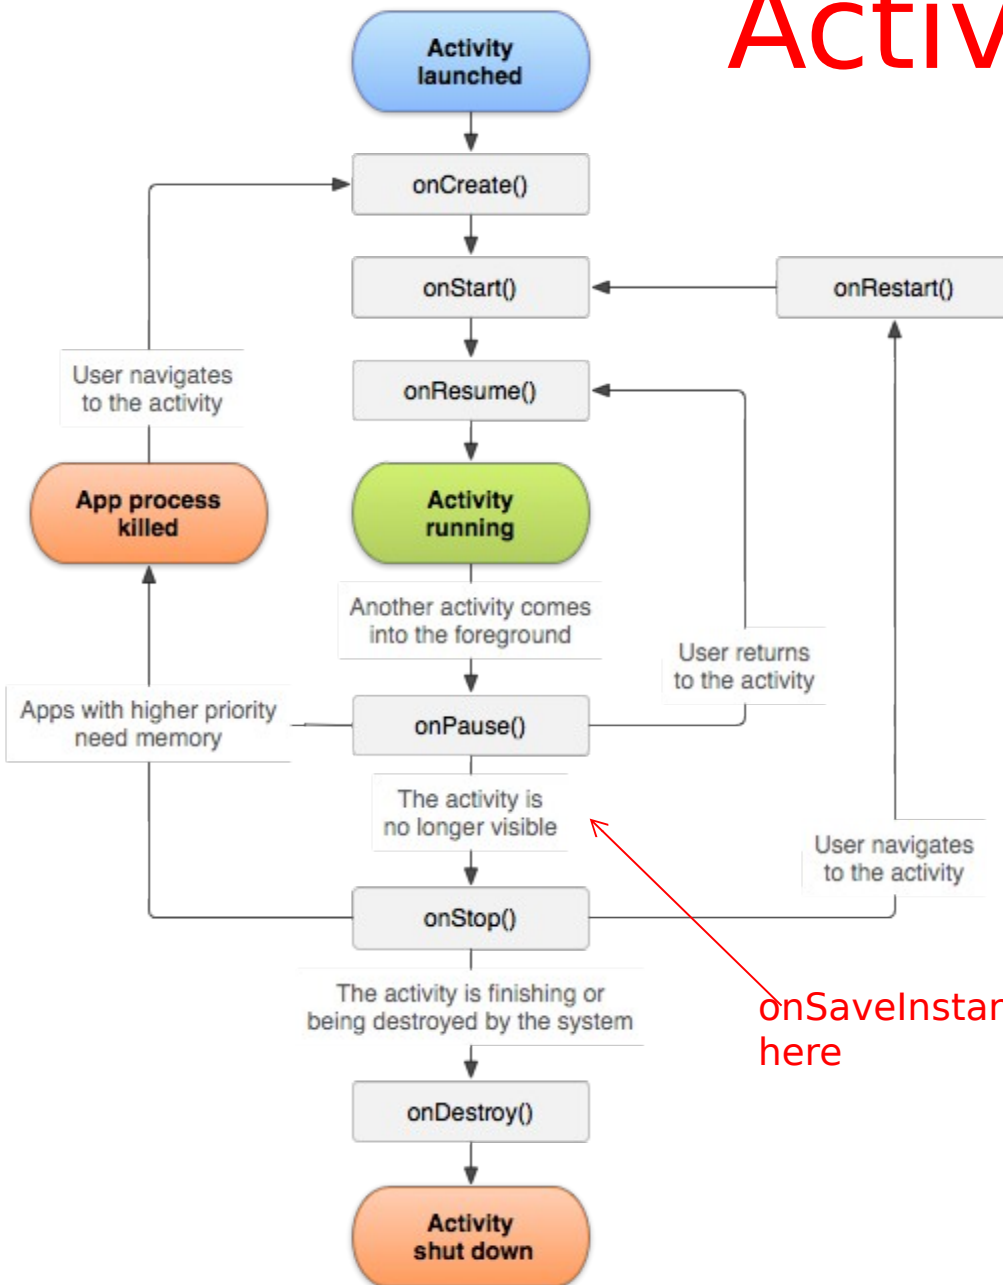 Activ
Activity
launched
onCreate()
onStart()
onRestart()
User navigates
to the activity
onResume()
App process
killed
Activity
running
Another activity comes
into the foreground
User returns
to the activity
Apps with higher priority
need memory
onPause()
The activity is
no longer visible
User navigates
to the activity
onStop()
The activity is finishing or
being destroyed by the system
onSaveInstan
here
onDestroy()
Activity
shut down